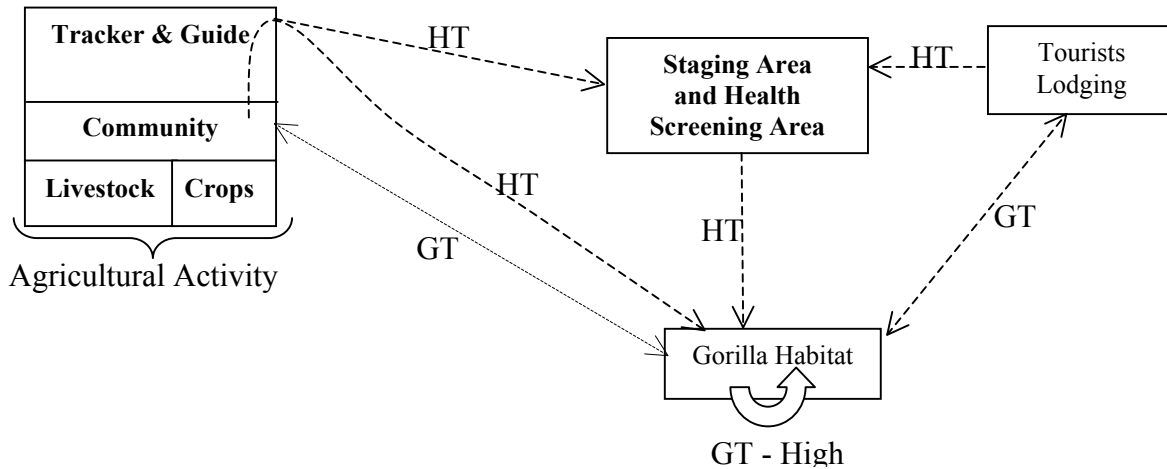 Tracker & Guide
Community
Livestock
Crops
Agricultural Activity
HT
Staging Area
and Health
Screening Area
HT
Tourists
Lodging
HT
HT
GT
GT
Gorilla Habitat
GT - High